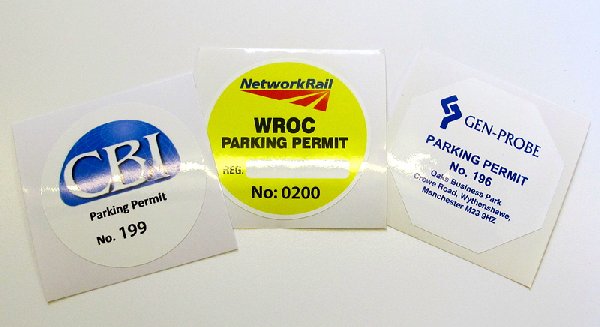 CBI
Parking Permit
No. 199
NetworkRail
WROC
PARKING PERMIT
REG.
No: 0200
GEN-PROBE
PARKING PERMIT
No. 196
Oaks Business Park
Crowe Road, Wythenshawe,
Manchester M23 9HZ